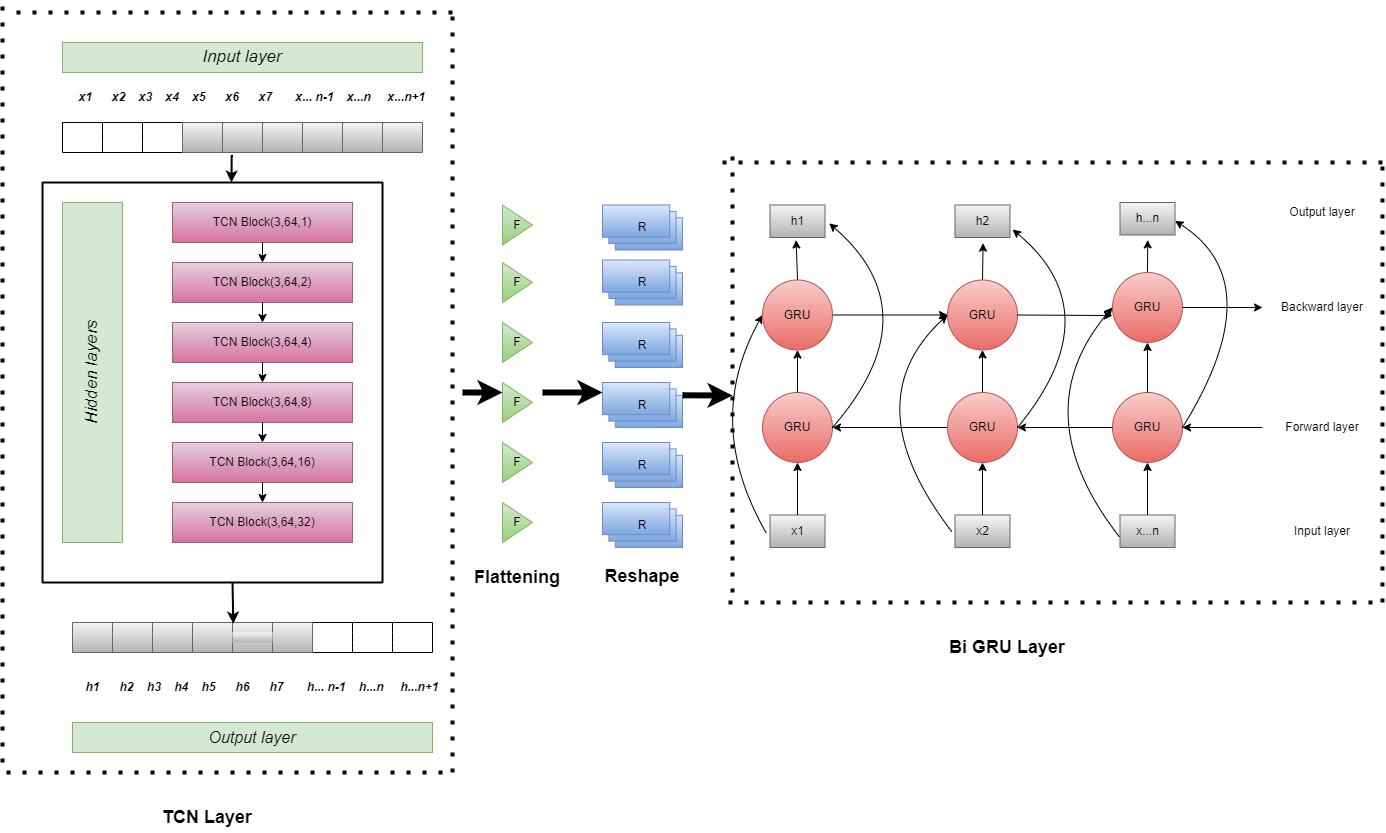 Input layer
x1 x2 x3 x4 x5 x6 x7 x... n-1 x...n x...n+1
Hidden layers
TCN Block(3,64,1)
TCN Block(3,64,2)
TCN Block(3,64,4)
TCN Block(3,64,8)
TCN Block(3,64,16)
TCN Block(3,64,32)
h1 h2 h3 h4 h5 h6 h7 h... n-1 h...n h...n+1
Output layer
TCN Layer
F
F
F
F
F
F
Flattening
R
R
R
R
R
R
Reshape
h1 h2 h...n Output layer
GRU GRU GRU Backward layer
GRU GRU GRU Forward layer
x1 x2 x...n Input layer
Bi GRU Layer